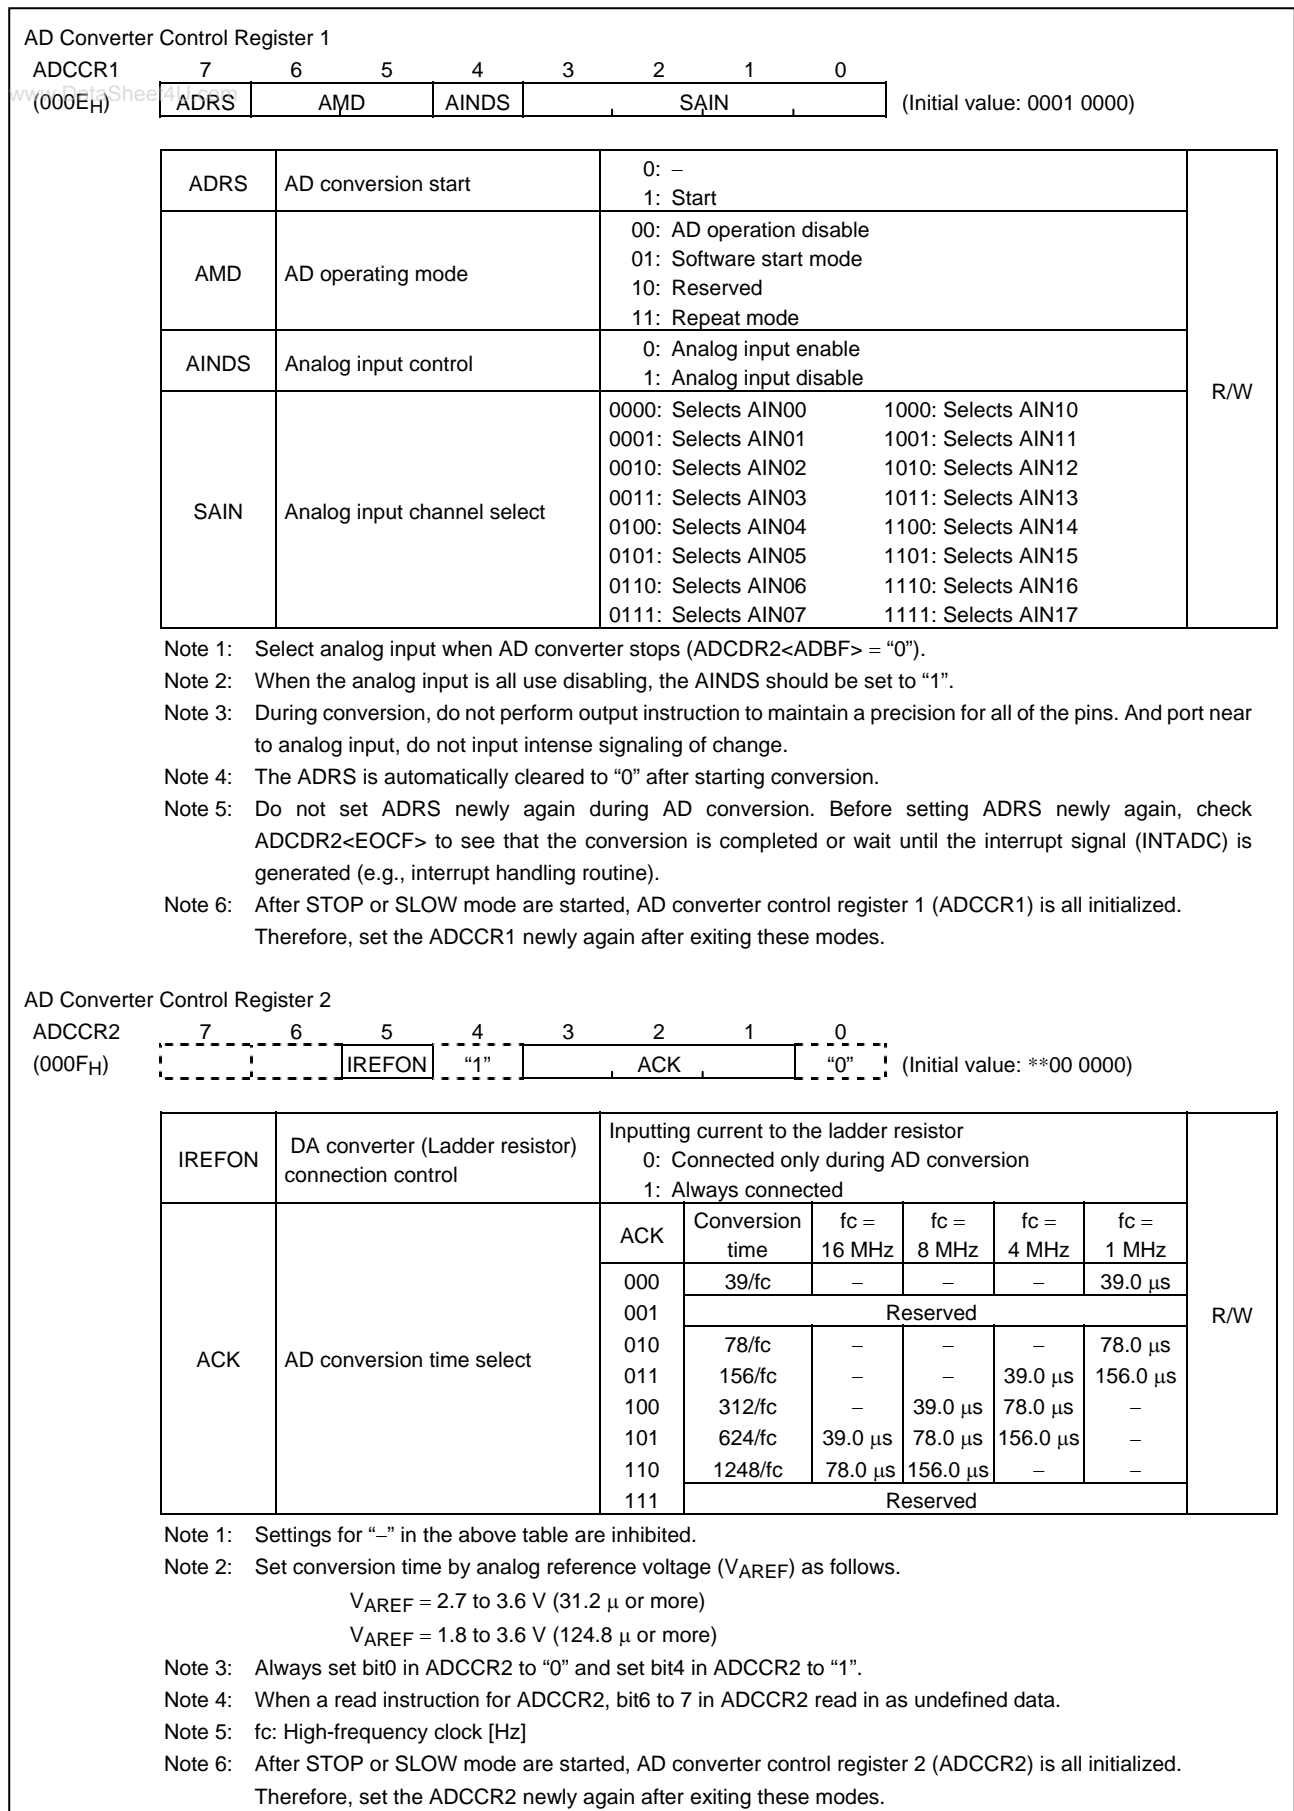 AD Converter Control Register 1
ADCCR1 7 6 5 4 3 2 1 0
www.DataSheet4U.com
(000EH) ADRS AMD AINDS SAIN (Initial value: 0001 0000)
ADRS AD conversion start 0: –
1: Start
00: AD operation disable
01: Software start mode
AMD AD operating mode
10: Reserved
11: Repeat mode
AINDS Analog input control 0: Analog input enable
1: Analog input disable
R/W
0000: Selects AIN00 1000: Selects AIN10
0001: Selects AIN01 1001: Selects AIN11
0010: Selects AIN02 1010: Selects AIN12
0011: Selects AIN03 1011: Selects AIN13
SAIN Analog input channel select
0100: Selects AIN04 1100: Selects AIN14
0101: Selects AIN05 1101: Selects AIN15
0110: Selects AIN06 1110: Selects AIN16
0111: Selects AIN07 1111: Selects AIN17
Note 1: Select analog input when AD converter stops (ADCDR2<ADBF> = “0”).
Note 2: When the analog input is all use disabling, the AINDS should be set to “1”.
Note 3: During conversion, do not perform output instruction to maintain a precision for all of the pins. And port near
to analog input, do not input intense signaling of change.
Note 4: The ADRS is automatically cleared to “0” after starting conversion.
Note 5: Do not set ADRS newly again during AD conversion. Before setting ADRS newly again, check
ADCDR2<EOCF> to see that the conversion is completed or wait until the interrupt signal (INTADC) is
generated (e.g., interrupt handling routine).
Note 6: After STOP or SLOW mode are started, AD converter control register 1 (ADCCR1) is all initialized.
Therefore, set the ADCCR1 newly again after exiting these modes.
AD Converter Control Register 2
ADCCR2 7 6 5 4 3 2 1 0
(000FH) IREFON “1” ACK “0” (Initial value: **00 0000)
Inputting current to the ladder resistor
IREFON DA converter (Ladder resistor)
connection control
0: Connected only during AD conversion
1: Always connected
ACK Conversion time fc = 16 MHz fc = 8 MHz fc = 4 MHz fc = 1 MHz
000 39/fc – – – 39.0 µs
001 Reserved
R/W
010 78/fc – – – 78.0 µs
ACK AD conversion time select
011 156/fc – – 39.0 µs 156.0 µs
100 312/fc – 39.0 µs 78.0 µs –
101 624/fc 39.0 µs 78.0 µs 156.0 µs –
110 1248/fc 78.0 µs 156.0 µs – –
111 Reserved
Note 1: Settings for “–” in the above table are inhibited.
Note 2: Set conversion time by analog reference voltage (VAREF) as follows.
VAREF = 2.7 to 3.6 V (31.2 µ or more)
VAREF = 1.8 to 3.6 V (124.8 µ or more)
Note 3: Always set bit0 in ADCCR2 to “0” and set bit4 in ADCCR2 to “1”.
Note 4: When a read instruction for ADCCR2, bit6 to 7 in ADCCR2 read in as undefined data.
Note 5: fc: High-frequency clock [Hz]
Note 6: After STOP or SLOW mode are started, AD converter control register 2 (ADCCR2) is all initialized.
Therefore, set the ADCCR2 newly again after exiting these modes.